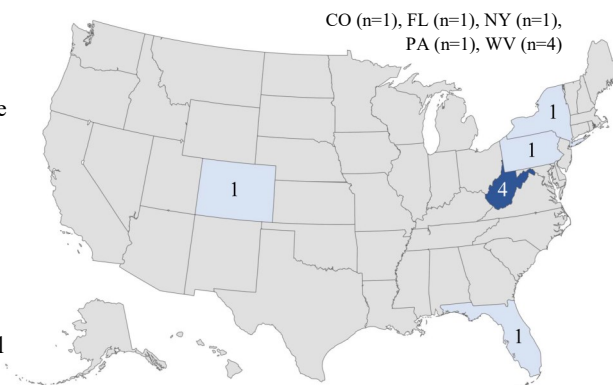 CO (n=1), FL (n=1), NY (n=1),
PA (n=1), WV (n=4)
1
e
1
1
4
1
l